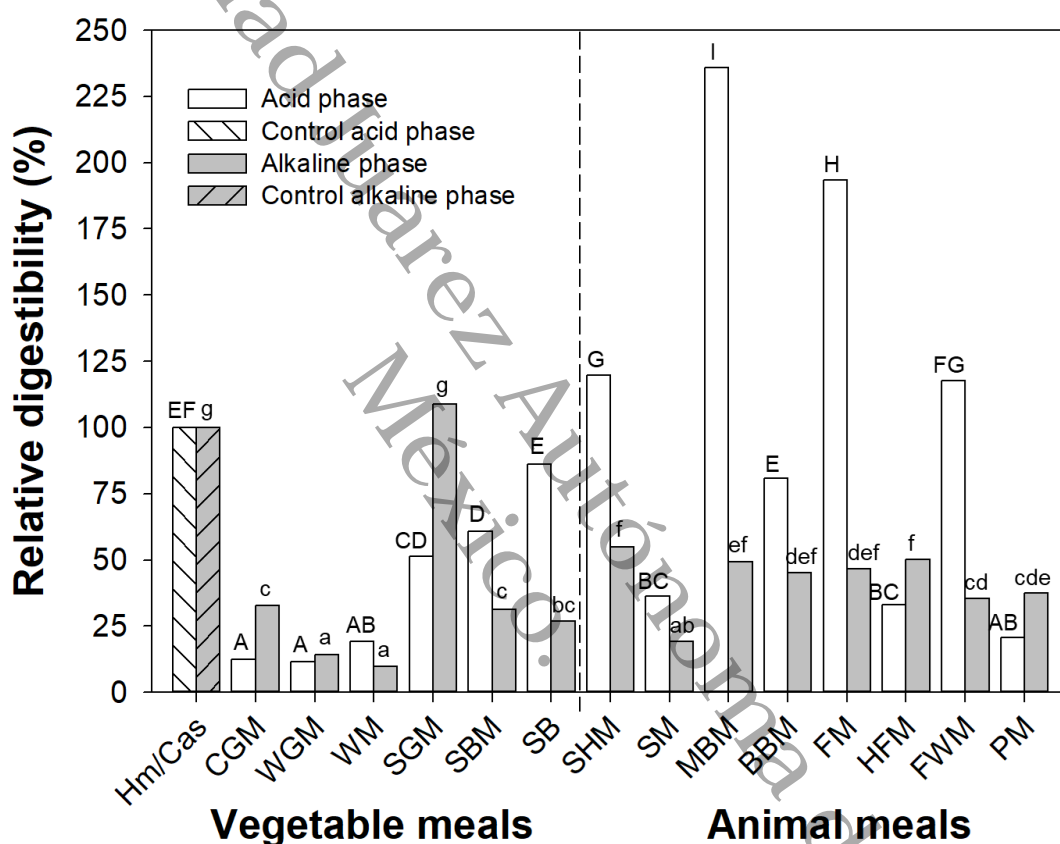 250
225
200
175
150
125
100
75
50
25
0
Relative digestibility (%)
Acid phase
Control acid phase
Alkaline phase
Control alkaline phase
EF g
A c
A a
AB a
CD g
D c
E bc
G f
BC ab
I ef
E def
H def
BC f
FG cd
AB cde
Hm/Cas CGM WGM WM SGM SBM SB SHM SM MBM BBM FM HFM FWM PM
Vegetable meals Animal meals
ad Juárez Autónoma d
México.